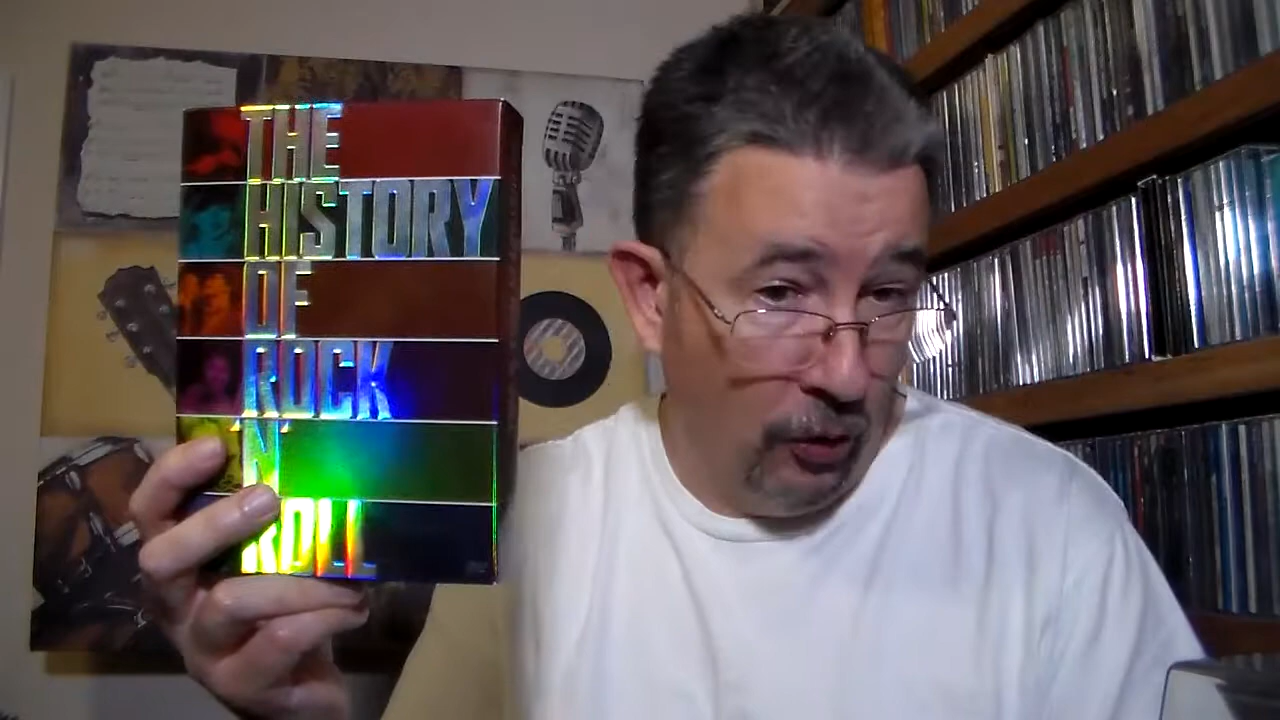 THE
HISTORY
OF
ROCK
'N'
ROLL